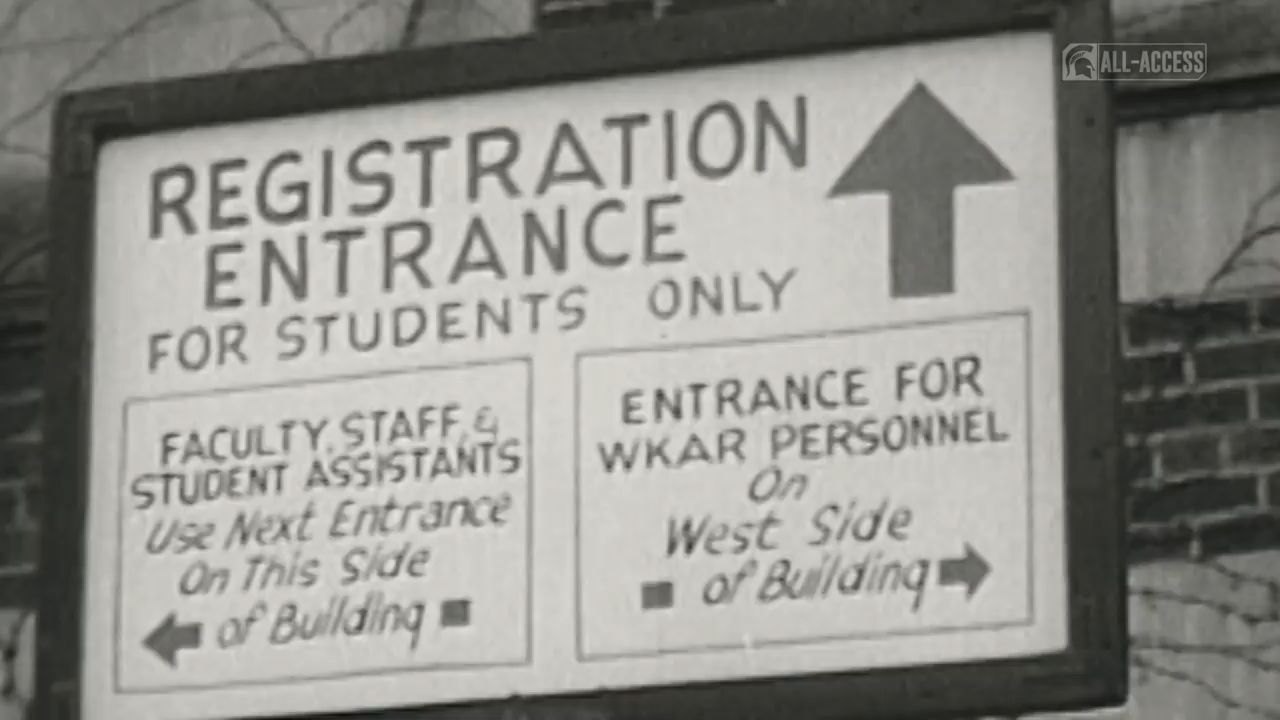 ALL-ACCESS
REGISTRATION
ENTRANCE
FOR STUDENTS ONLY
FACULTY, STAFF &
STUDENT ASSISTANTS
Use Next Entrance
On This Side
of Building
ENTRANCE FOR
WKAR PERSONNEL
On
West Side
of Building